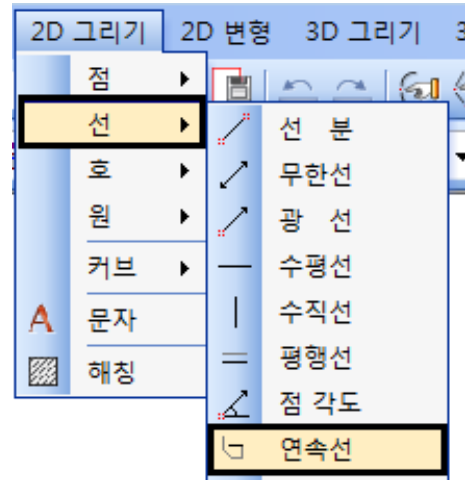 2D 그리기 2D 변형 3D 그리기
점
선
호
원
커브
문자
해칭
선 분
무한선
광 선
수평선
수직선
평행선
점 각도
연속선